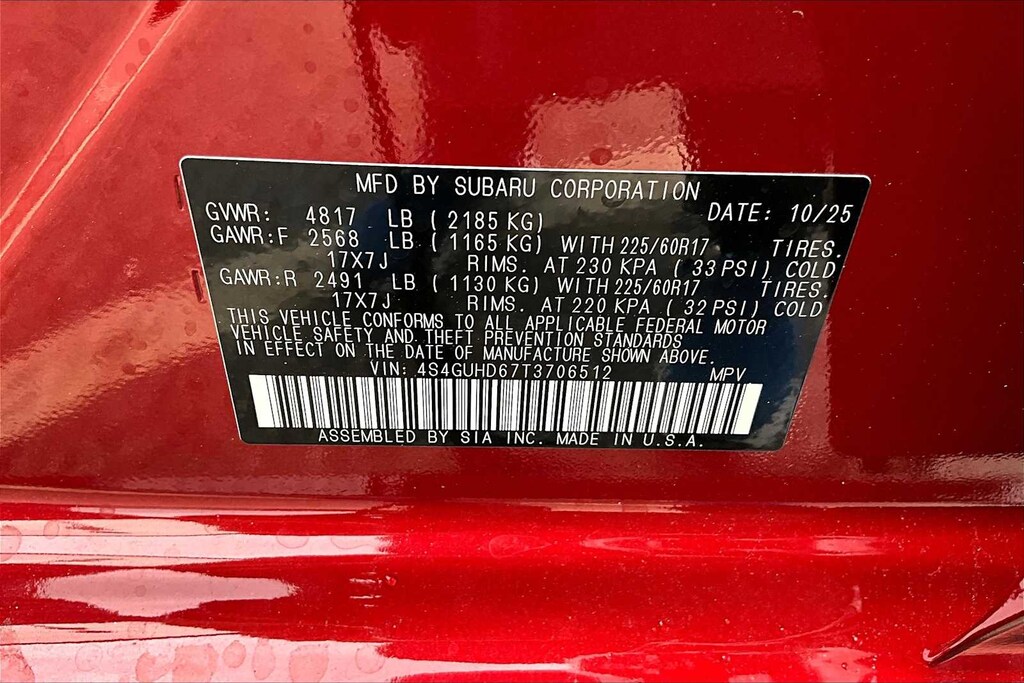 MFD BY SUBARU CORPORATION
GVWR: 4817 LB ( 2185 KG) DATE: 10/25
GAWR:F 2568 LB ( 1165 KG) WITH 225/60R17 TIRES.
17X7J RIMS. AT 230 KPA ( 33 PSI) COLD
GAWR:R 2491 LB ( 1130 KG) WITH 225/60R17 TIRES.
17X7J RIMS. AT 220 KPA ( 32 PSI) COLD
THIS VEHICLE CONFORMS TO ALL APPLICABLE FEDERAL MOTOR
VEHICLE SAFETY AND THEFT PREVENTION STANDARDS
IN EFFECT ON THE DATE OF MANUFACTURE SHOWN ABOVE.
VIN: 4S4GUHD67T3706512 MPV
ASSEMBLED BY SIA INC. MADE IN U.S.A.